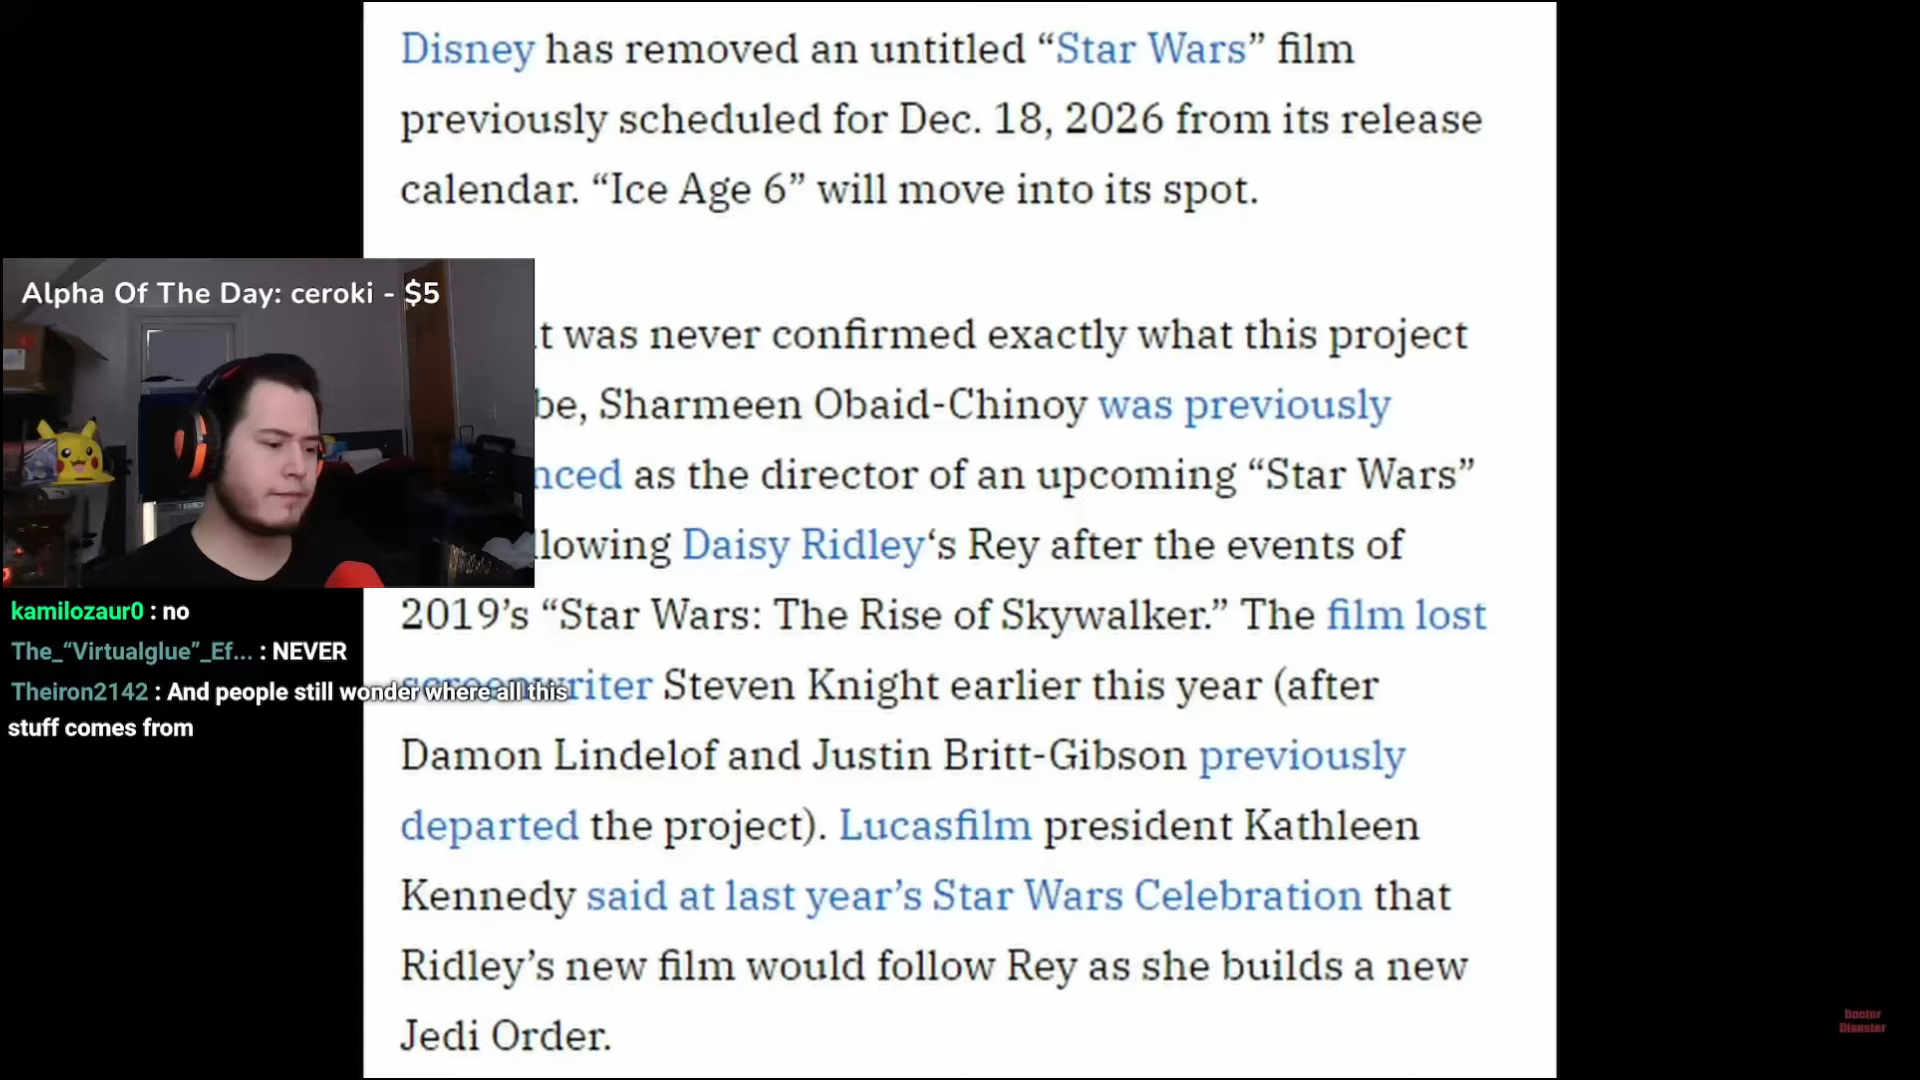 Disney has removed an untitled “Star Wars” film
previously scheduled for Dec. 18, 2026 from its release
calendar. “Ice Age 6” will move into its spot.
Alpha Of The Day: ceroki - $5
t was never confirmed exactly what this project
be, Sharmeen Obaid-Chinoy was previously
nced as the director of an upcoming “Star Wars”
llowing Daisy Ridley‘s Rey after the events of
2019’s “Star Wars: The Rise of Skywalker.” The film lost
screenwriter Steven Knight earlier this year (after
Damon Lindelof and Justin Britt-Gibson previously
departed the project). Lucasfilm president Kathleen
Kennedy said at last year’s Star Wars Celebration that
Ridley’s new film would follow Rey as she builds a new
Jedi Order.
kamilozaur0 : no
The_“Virtualglue”_Ef... : NEVER
Theiron2142 : And people still wonder where all this
stuff comes from
Doctor
Disaster